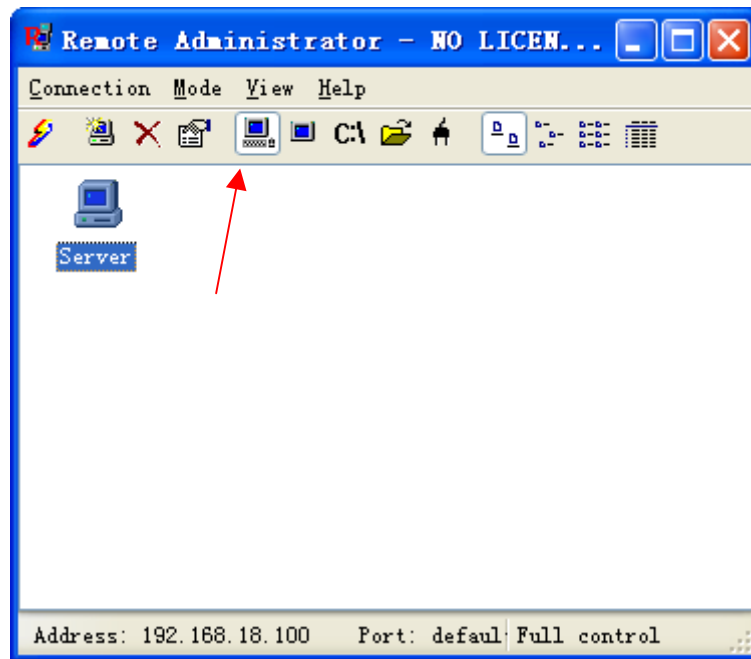 Remote Administrator - NO LICEN...
Connection Mode View Help
C:\
Server
Address: 192.168.18.100 Port: defaul Full control